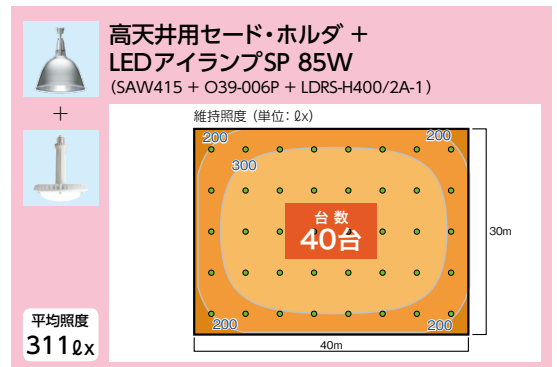 高天井用セード・ホルダ +
LEDアイランプSP 85W
(SAW415 + O39-006P + LDRS-H400/2A-1)
+
維持照度 (単位: ℓx)
200
200
300
台 数
40台
30m
200
200
40m
平均照度
311ℓx